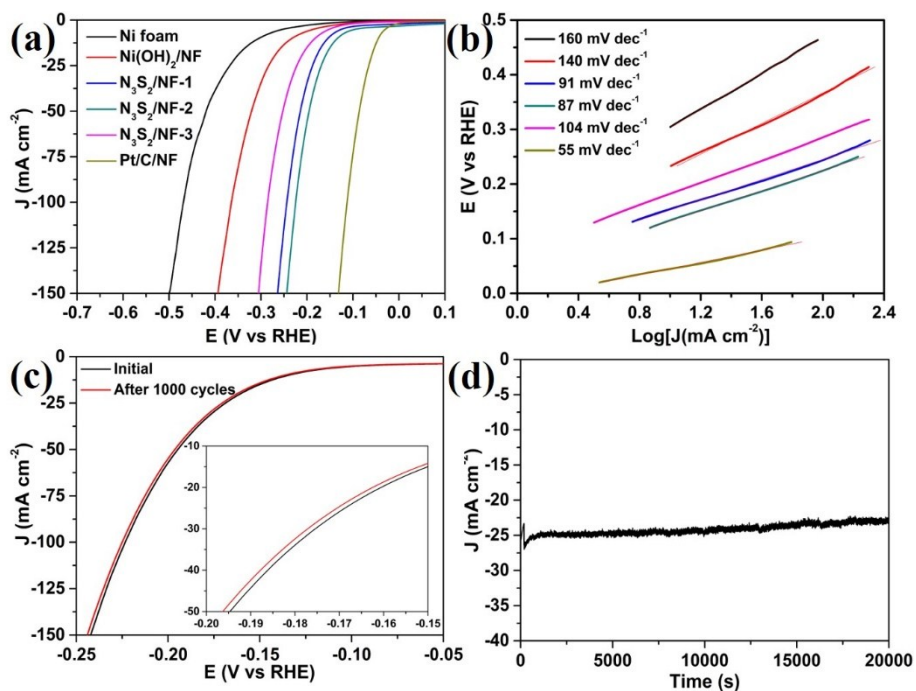 (a)
Ni foam
Ni(OH)₂/NF
N₃S₂/NF-1
N₃S₂/NF-2
N₃S₂/NF-3
Pt/C/NF
0
-25
-50
-75
-100
-125
-150
J (mA cm⁻²)
-0.7 -0.6 -0.5 -0.4 -0.3 -0.2 -0.1 0.0 0.1
E (V vs RHE)
(b)
160 mV dec⁻¹
140 mV dec⁻¹
91 mV dec⁻¹
87 mV dec⁻¹
104 mV dec⁻¹
55 mV dec⁻¹
0.5
0.4
0.3
0.2
0.1
0.0
E (V vs RHE)
0.0 0.6 1.2 1.8 2.4
Log[J(mA cm⁻²)]
(c)
Initial
After 1000 cycles
0
-25
-50
-75
-100
-125
-150
J (mA cm⁻²)
-0.25 -0.20 -0.15 -0.10 -0.05
E (V vs RHE)
-10
-20
-30
-40
-50
-0.20 -0.19 -0.18 -0.17 -0.16 -0.15
(d)
0
-5
-10
-15
-20
-25
-30
-35
-40
J (mA cm⁻²)
0 5000 10000 15000 20000
Time (s)